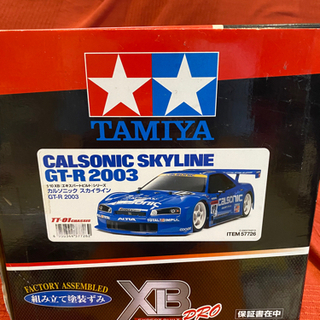 TAMIYA
CALSONIC SKYLINE
GT-R 2003
1/10 XB エキスパートビルトシリーズ
カルソニック スカイライン
GT-R 2003
TT-01 CHASSIS
CALSONIC
ITEM 57726
FACTORY ASSEMBLED
組み立て塗装ずみ
XB PRO
保証書在中